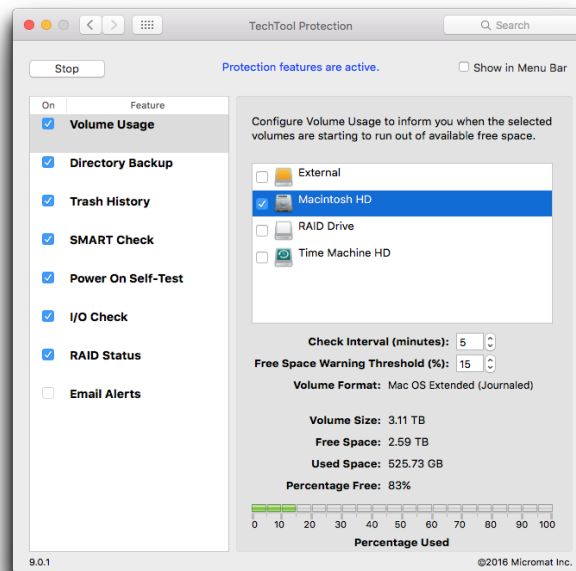 TechTool Protection
Search
Stop
Protection features are active.
Show in Menu Bar
On Feature
Volume Usage
Directory Backup
Trash History
SMART Check
Power On Self-Test
I/O Check
RAID Status
Email Alerts
Configure Volume Usage to inform you when the selected
volumes are starting to run out of available free space.
External
Macintosh HD
RAID Drive
Time Machine HD
Check Interval (minutes): 5
Free Space Warning Threshold (%): 15
Volume Format: Mac OS Extended (Journaled)
Volume Size: 3.11 TB
Free Space: 2.59 TB
Used Space: 525.73 GB
Percentage Free: 83%
0 10 20 30 40 50 60 70 80 90 100
Percentage Used
9.0.1
©2016 Micromat Inc.